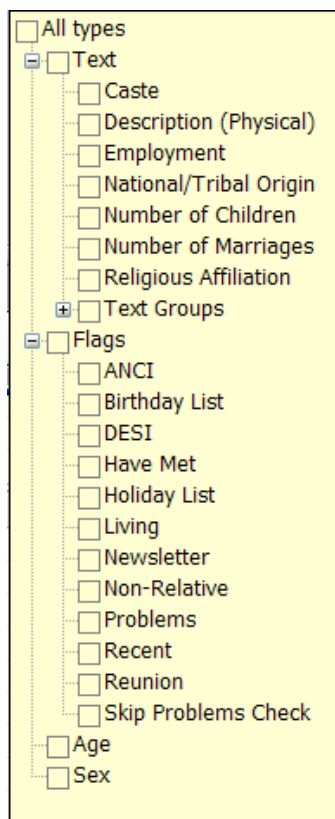 All types
Text
Caste
Description (Physical)
Employment
National/Tribal Origin
Number of Children
Number of Marriages
Religious Affiliation
Text Groups
Flags
ANCI
Birthday List
DESI
Have Met
Holiday List
Living
Newsletter
Non-Relative
Problems
Recent
Reunion
Skip Problems Check
Age
Sex